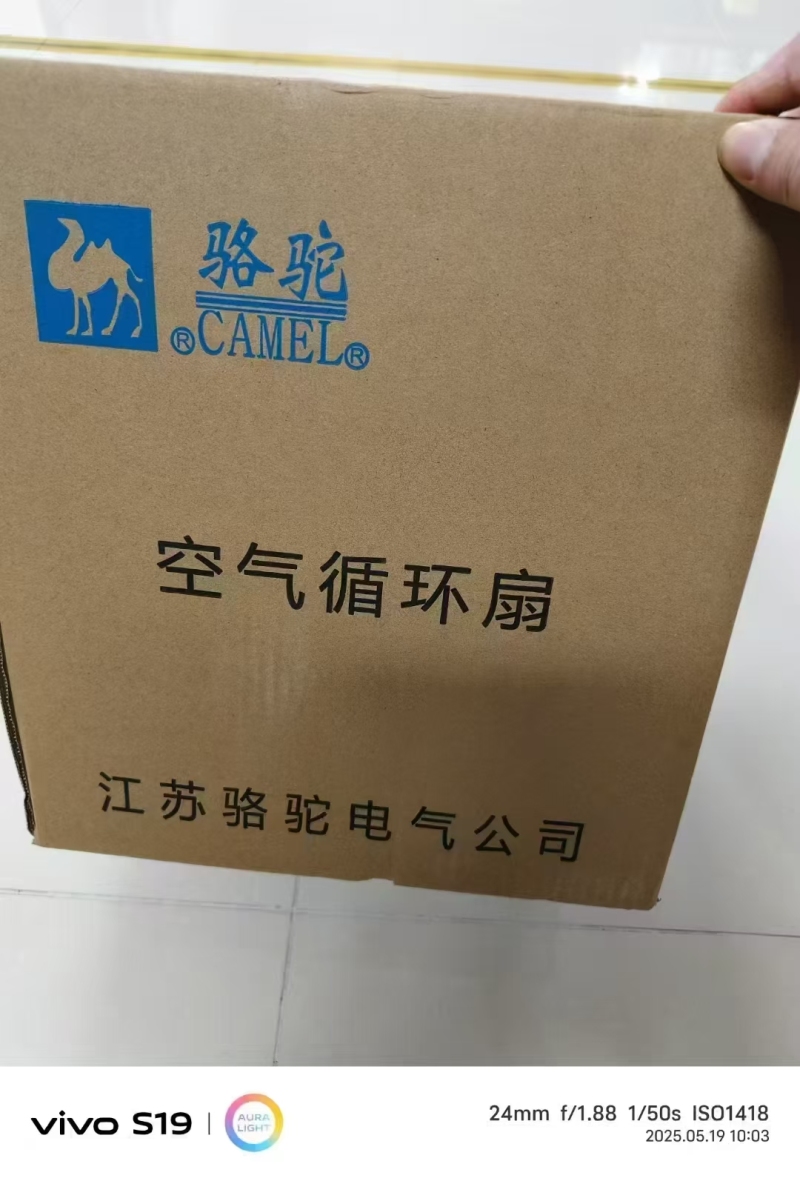 骆驼
®CAMEL®
空气循环扇
江苏骆驼电气公司
vivo S19 | AURA LIGHT
24mm f/1.88 1/50s ISO1418
2025.05.19 10:03